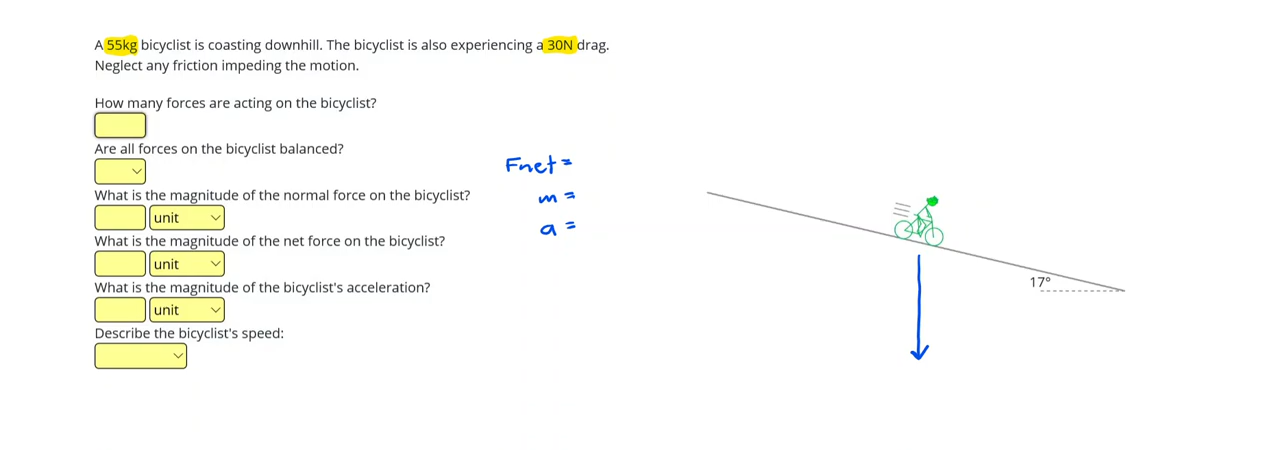 A 55kg bicyclist is coasting downhill. The bicyclist is also experiencing a 30N drag.
Neglect any friction impeding the motion.
How many forces are acting on the bicyclist?
Are all forces on the bicyclist balanced?
What is the magnitude of the normal force on the bicyclist?
unit
What is the magnitude of the net force on the bicyclist?
unit
What is the magnitude of the bicyclist's acceleration?
unit
Describe the bicyclist's speed:
Fnet =
m =
a =
17°